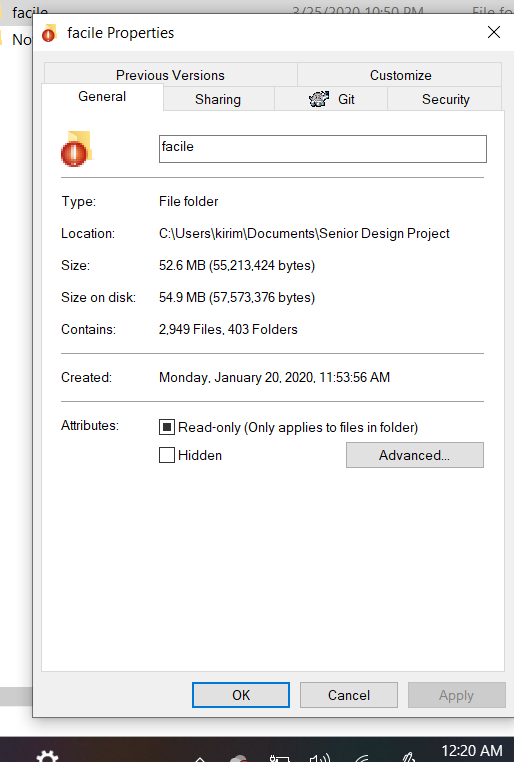 facile 3/25/2020 10:50 PM File fo
No
facile Properties
Previous Versions Customize
General Sharing Git Security
facile
Type: File folder
Location: C:\Users\kirim\Documents\Senior Design Project
Size: 52.6 MB (55,213,424 bytes)
Size on disk: 54.9 MB (57,573,376 bytes)
Contains: 2,949 Files, 403 Folders
Created: Monday, January 20, 2020, 11:53:56 AM
Attributes: Read-only (Only applies to files in folder)
Hidden Advanced...
OK Cancel Apply
12:20 AM